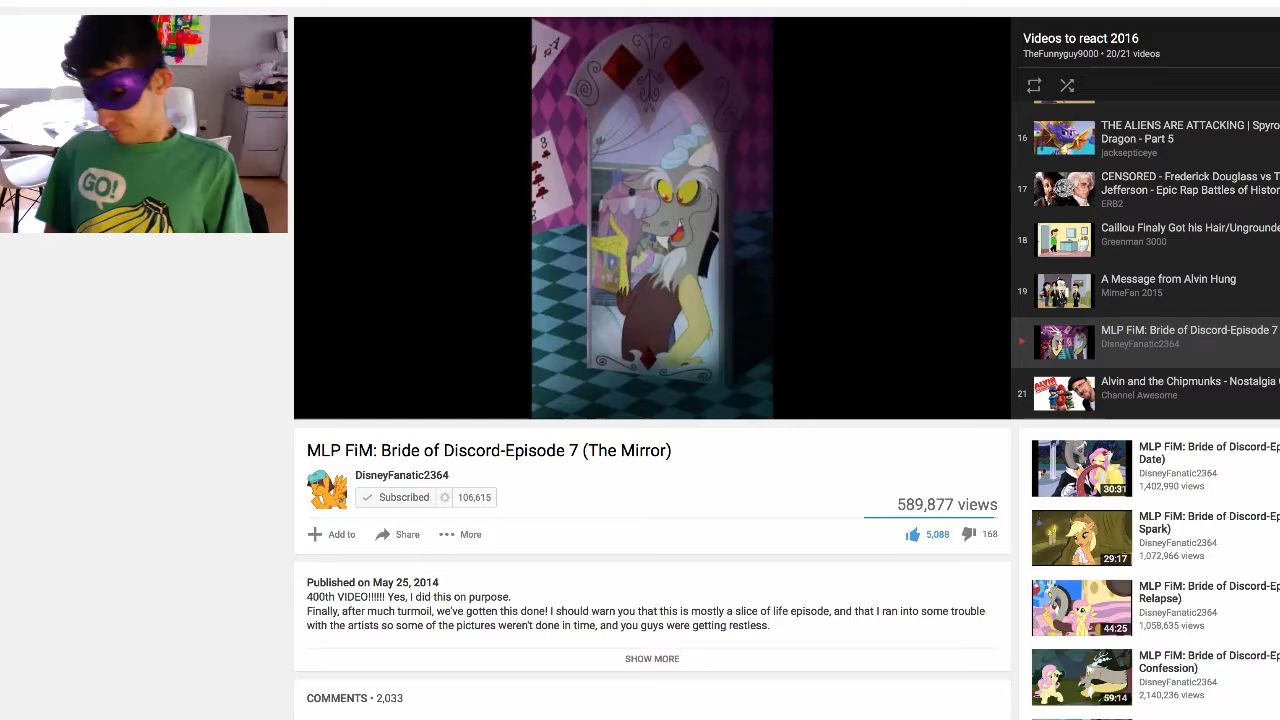 GO!
Videos to react 2016
TheFunnyguy9000 • 20/21 videos
16
THE ALIENS ARE ATTACKING | Spyro
Dragon - Part 5
jacksepticeye
17
CENSORED - Frederick Douglass vs T
Jefferson - Epic Rap Battles of Histor
ERB2
18
Caillou Finaly Got his Hair/Ungrounde
Greenman 3000
19
A Message from Alvin Hung
MimeFan 2015
MLP FiM: Bride of Discord-Episode 7
DisneyFanatic2364
21
Alvin and the Chipmunks - Nostalgia
Channel Awesome
MLP FiM: Bride of Discord-Episode 7 (The Mirror)
DisneyFanatic2364
Subscribed 106,615
589,877 views
Add to Share More
5,088 168
Published on May 25, 2014
400th VIDEO!!!!!! Yes, I did this on purpose.
Finally, after much turmoil, we've gotten this done! I should warn you that this is mostly a slice of life episode, and that I ran into some trouble
with the artists so some of the pictures weren't done in time, and you guys were getting restless.
SHOW MORE
COMMENTS • 2,033
MLP FiM: Bride of Discord-Ep
Date)
DisneyFanatic2364
1,402,990 views
30:31
MLP FiM: Bride of Discord-Ep
Spark)
DisneyFanatic2364
1,072,966 views
29:17
MLP FiM: Bride of Discord-Ep
Relapse)
DisneyFanatic2364
1,058,635 views
44:25
MLP FiM: Bride of Discord-Ep
Confession)
DisneyFanatic2364
2,140,236 views
59:14